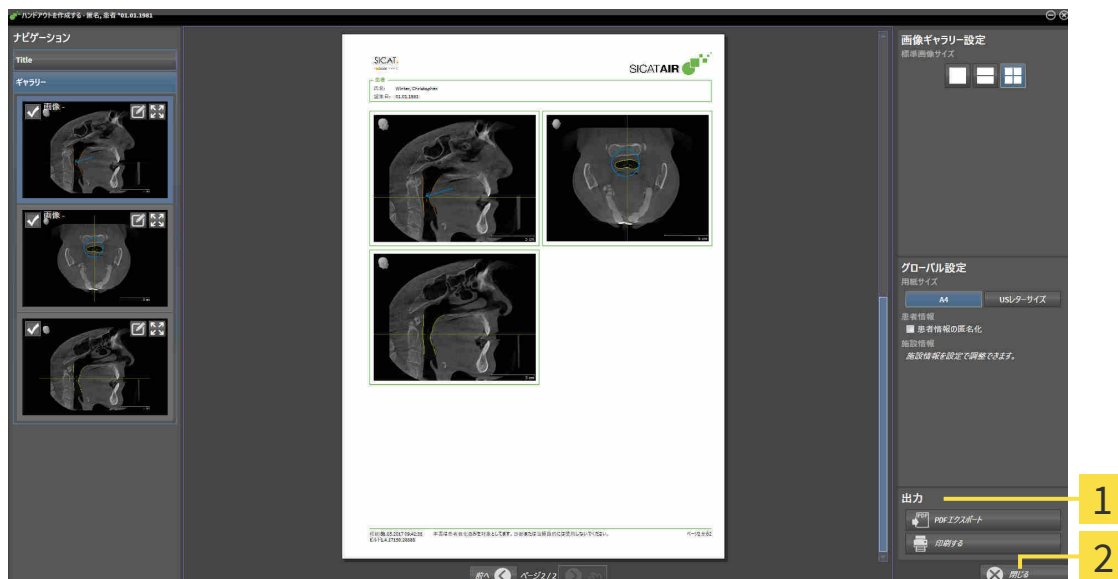 ハンドアウトを作成する - 匿名, 患者 *01.01.1981
ナビゲーション
Title
ギャラリー
画像 -
画像 -
SICAT
SICATAIR
患者
氏名: Winter, Christopher
誕生日: 01.01.1981
ページ 2/2
前へ
ページ 2 / 2
画像ギャラリー設定
標準画像サイズ
グローバル設定
用紙サイズ
A4
USレターサイズ
患者情報
患者情報の匿名化
施設情報
施設情報を設定で調整できます。
出力
PDFエクスポート
印刷する
閉じる
1
2